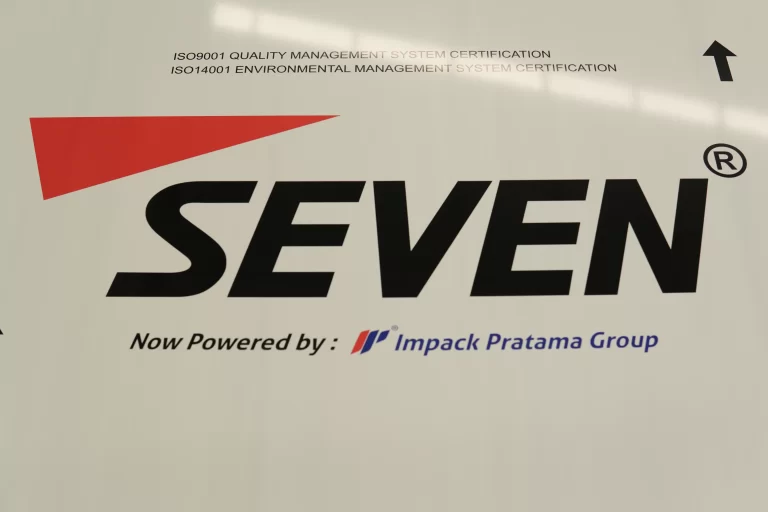 ISO9001 QUALITY MANAGEMENT SYSTEM CERTIFICATION
ISO14001 ENVIRONMENTAL MANAGEMENT SYSTEM CERTIFICATION
SEVEN®
Now Powered by : ® Impack Pratama Group